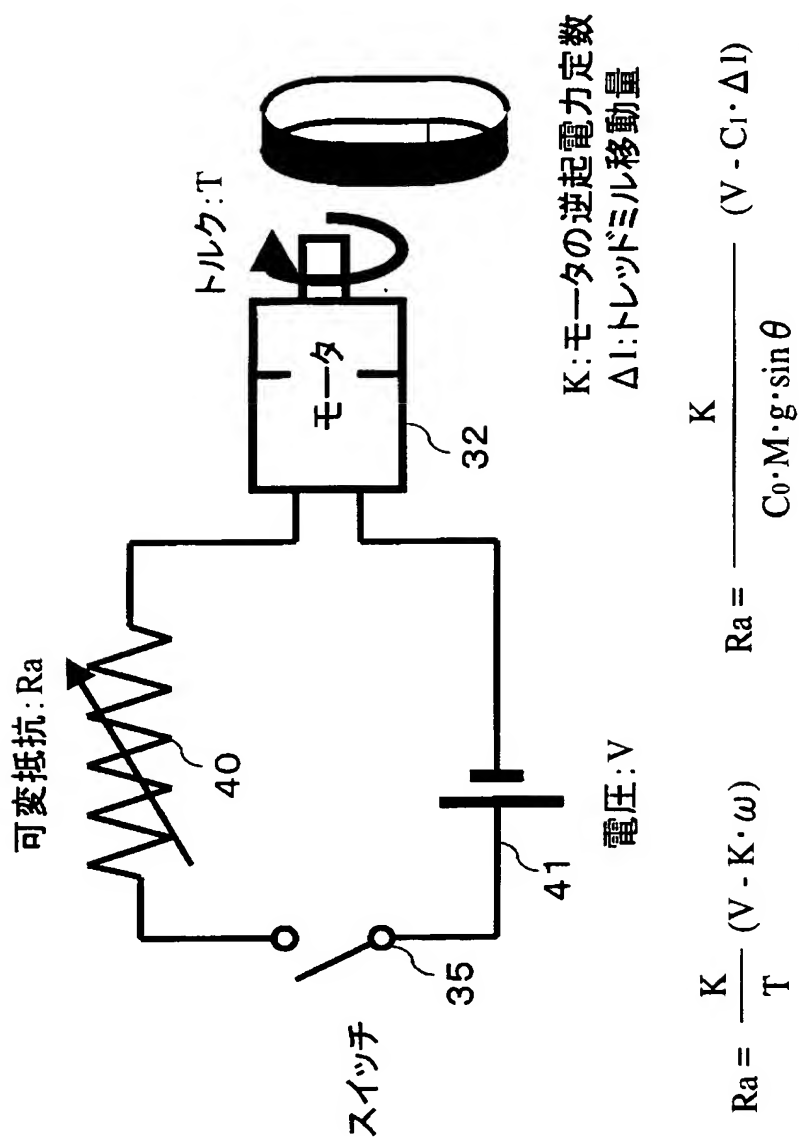 可変抵抗:Ra
40
トルク:T
モータ
32
スイッチ
35
41
電圧:V
K:モータの逆起電力定数
Δl:トレッドミル移動量
Ra = K/T (V - K·ω)
Ra = K/(C₀·M·g·sinθ) (V - C₁·Δl)